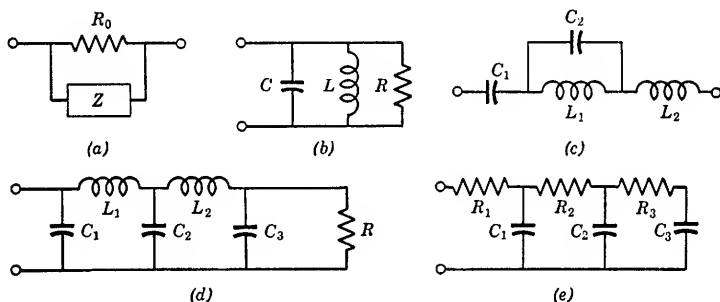 R₀
Z
(a)
C
L
R
(b)
C₂
C₁
L₁
L₂
(c)
L₁
L₂
C₁
C₂
C₃
R
(d)
R₁
R₂
R₃
C₁
C₂
C₃
(e)